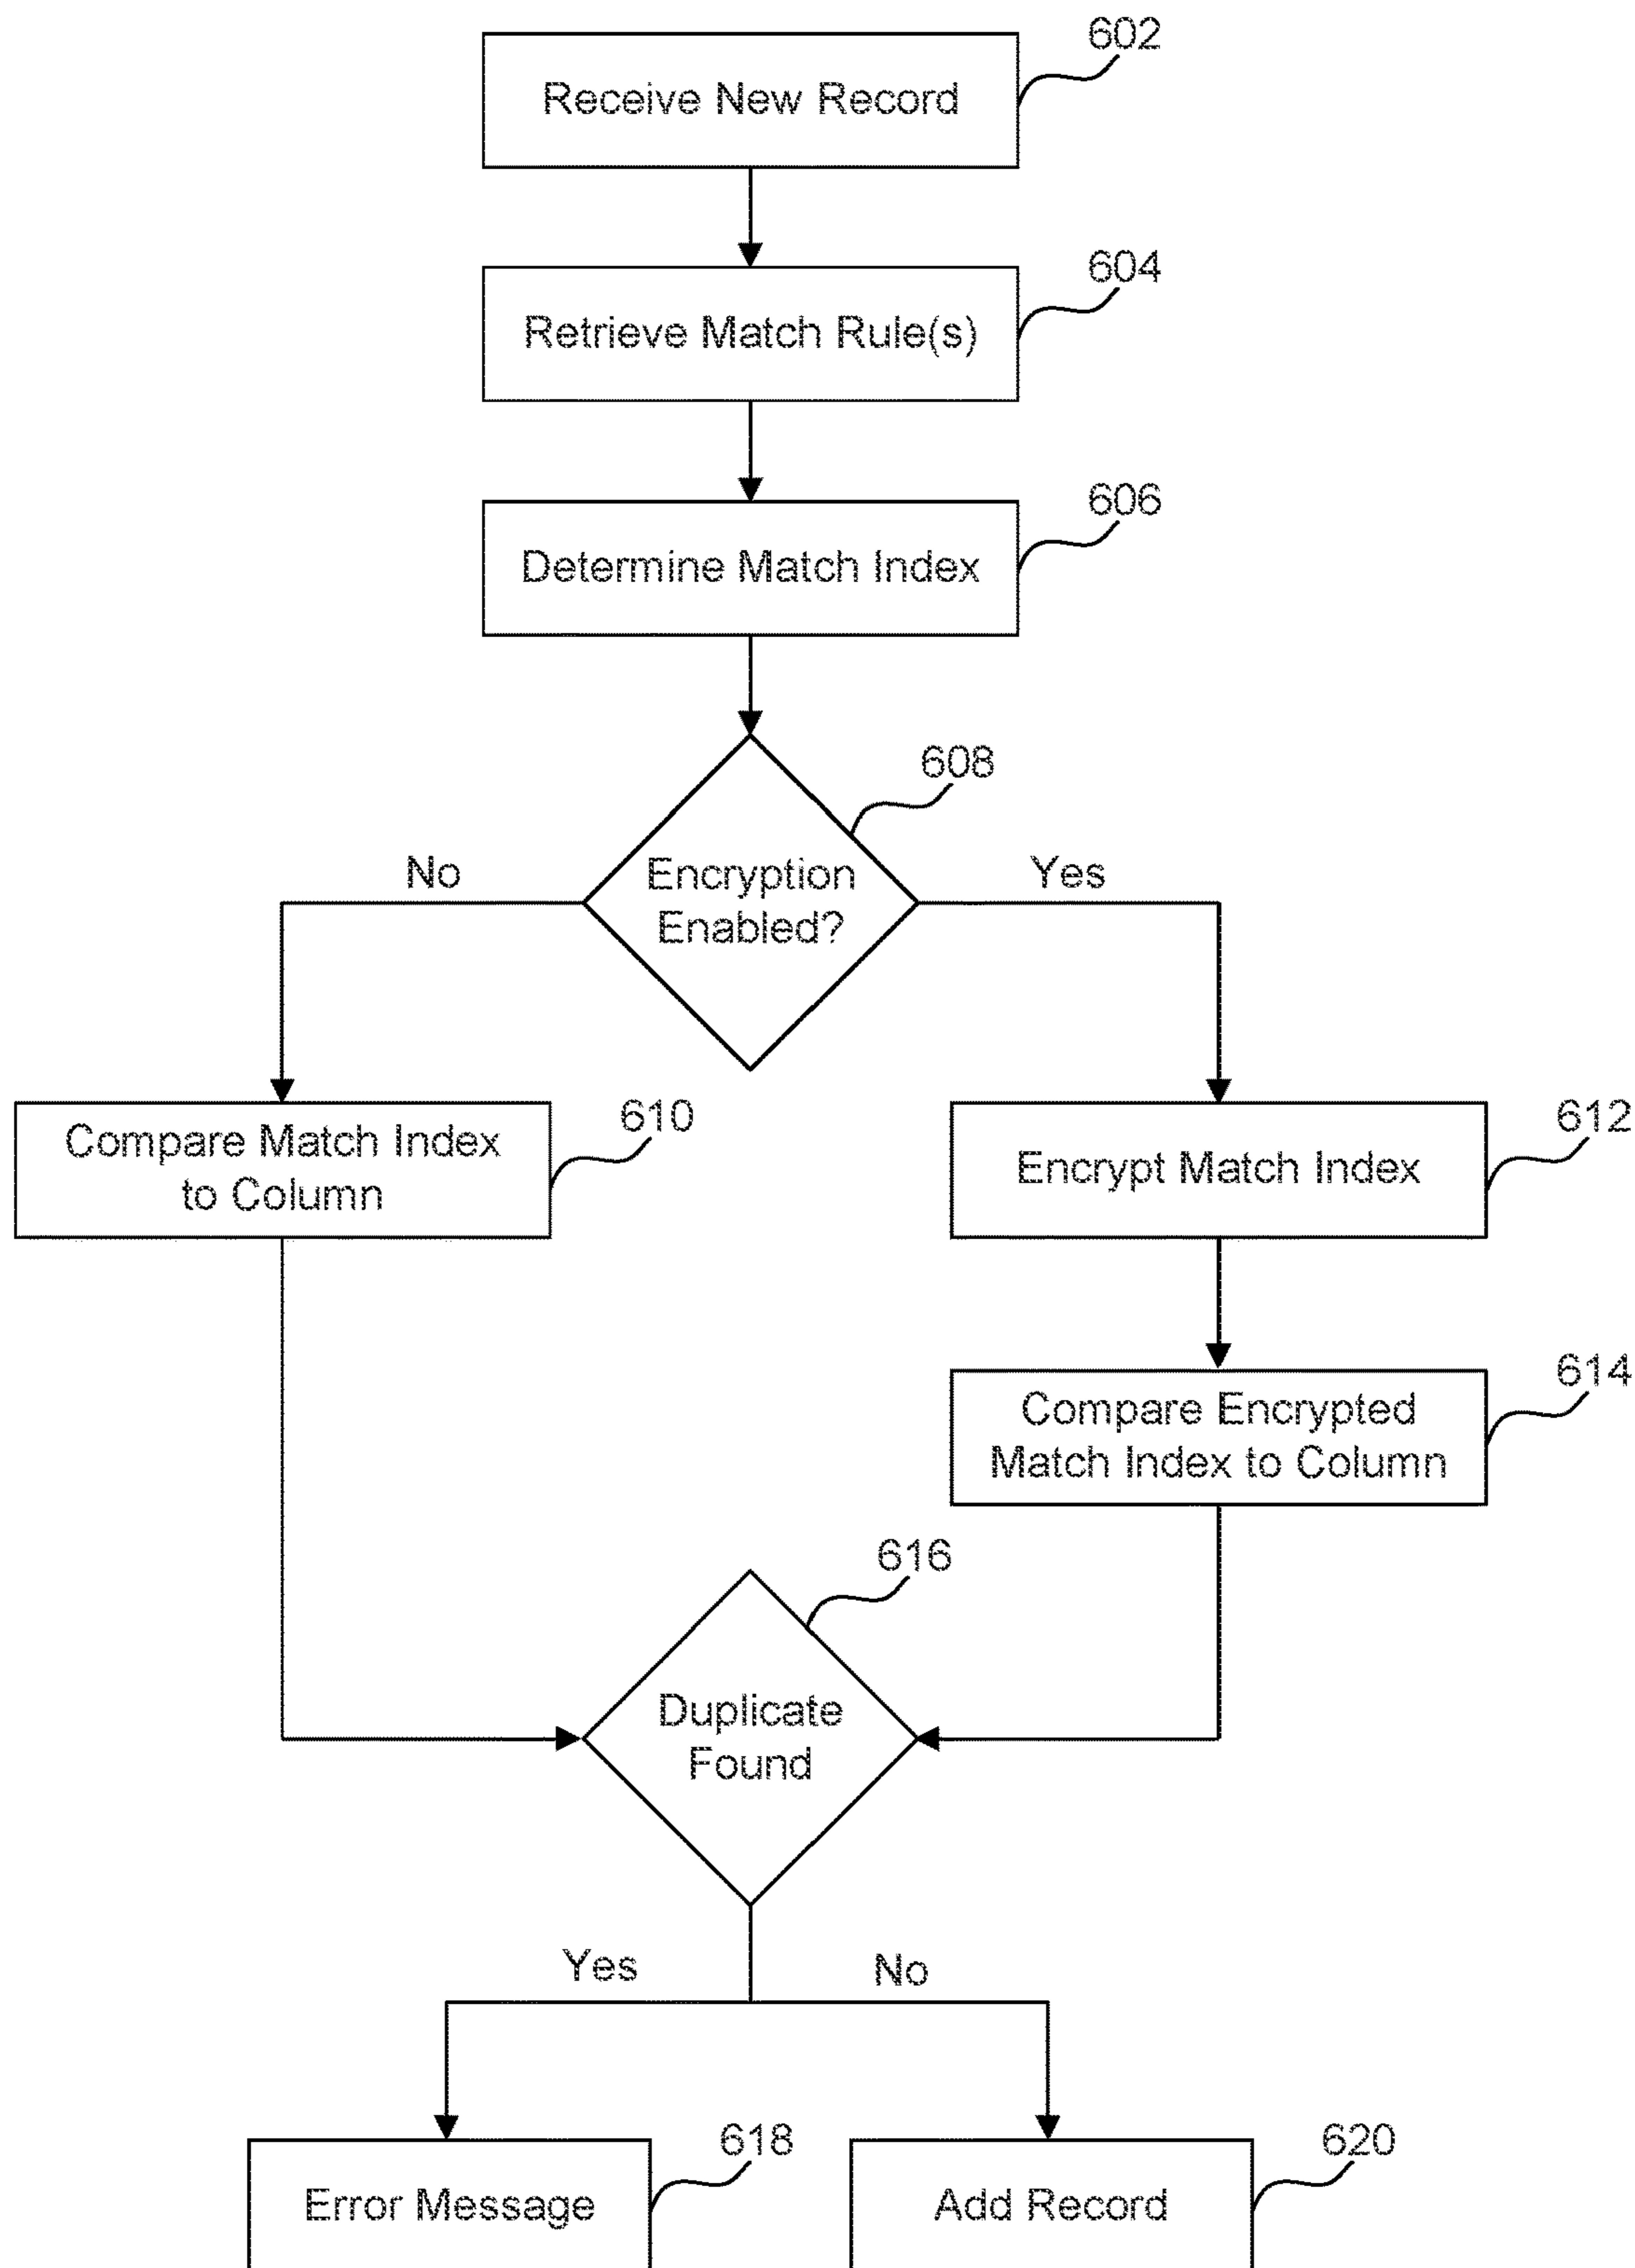 602
Receive New Record
604
Retrieve Match Rule(s)
606
Determine Match Index
608
No
Encryption
Enabled?
Yes
610
Compare Match Index
to Column
612
Encrypt Match Index
614
Compare Encrypted
Match Index to Column
616
Duplicate
Found
Yes
No
618
Error Message
620
Add Record